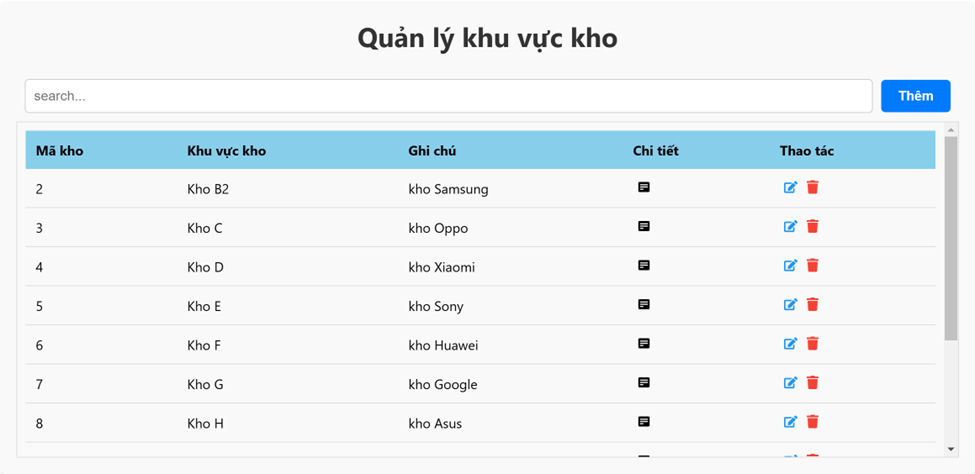 Quản lý khu vực kho
search...
Thêm
Mã kho Khu vực kho Ghi chú Chi tiết Thao tác
2 Kho B2 kho Samsung
3 Kho C kho Oppo
4 Kho D kho Xiaomi
5 Kho E kho Sony
6 Kho F kho Huawei
7 Kho G kho Google
8 Kho H kho Asus